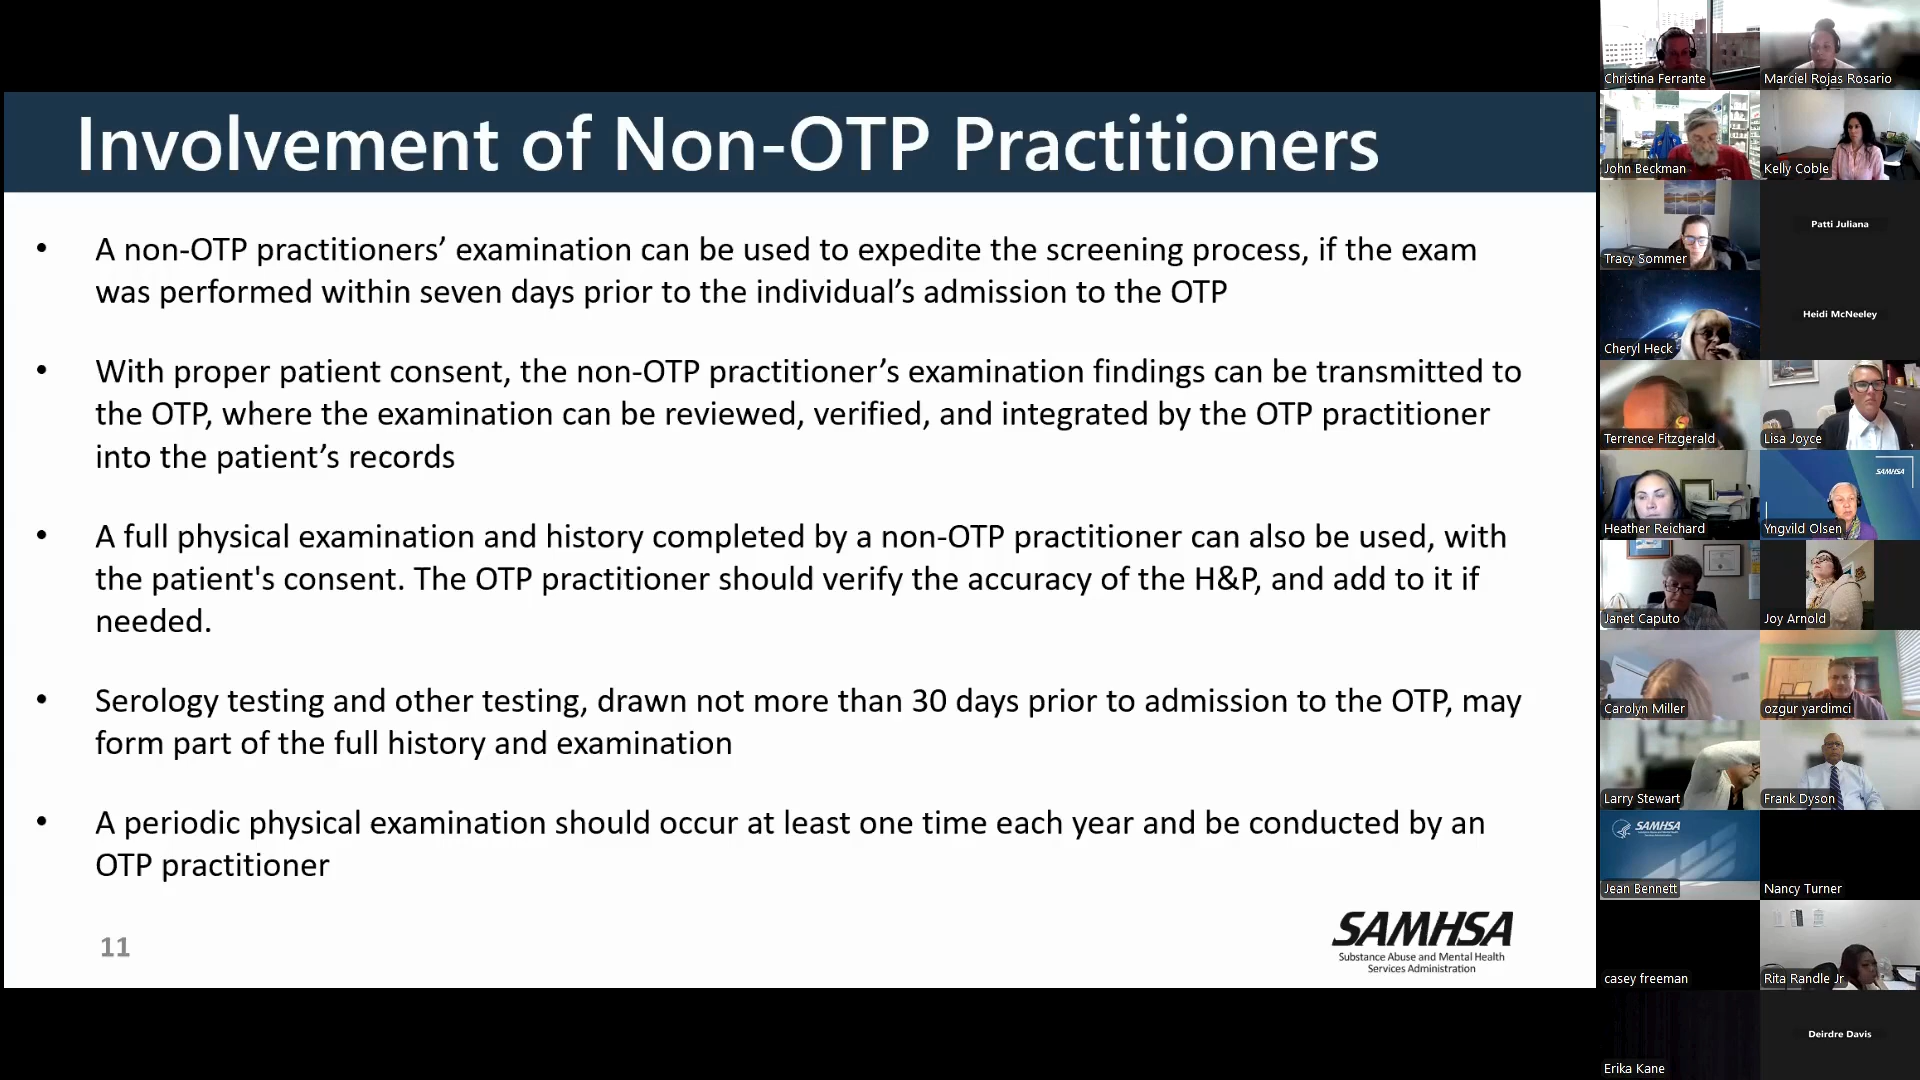 Involvement of Non-OTP Practitioners
• A non-OTP practitioners’ examination can be used to expedite the screening process, if the exam
was performed within seven days prior to the individual’s admission to the OTP
• With proper patient consent, the non-OTP practitioner’s examination findings can be transmitted to
the OTP, where the examination can be reviewed, verified, and integrated by the OTP practitioner
into the patient’s records
• A full physical examination and history completed by a non-OTP practitioner can also be used, with
the patient's consent. The OTP practitioner should verify the accuracy of the H&P, and add to it if
needed.
• Serology testing and other testing, drawn not more than 30 days prior to admission to the OTP, may
form part of the full history and examination
• A periodic physical examination should occur at least one time each year and be conducted by an
OTP practitioner
11
SAMHSA
Substance Abuse and Mental Health
Services Administration
Christina Ferrante
Marciel Rojas Rosario
John Beckman
Kelly Coble
Tracy Sommer
Patti Juliana
Cheryl Heck
Heidi McNeeley
Terrence Fitzgerald
Lisa Joyce
Heather Reichard
SAMHSA
Yngvild Olsen
Janet Caputo
Joy Arnold
Carolyn Miller
ozgur yardimci
Larry Stewart
Frank Dyson
SAMHSA
Jean Bennett
Nancy Turner
casey freeman
Rita Randle Jr
Erika Kane
Deirdre Davis